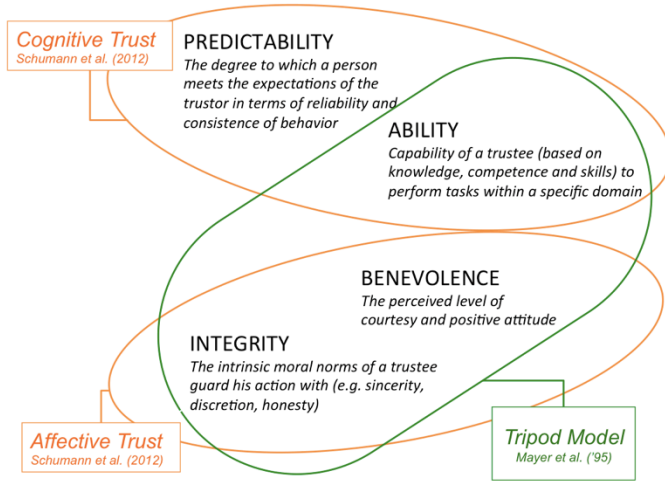 Cognitive Trust
Schumann et al. (2012)
PREDICTABILITY
The degree to which a person
meets the expectations of the
trustor in terms of reliability and
consistence of behavior
ABILITY
Capability of a trustee (based on
knowledge, competence and skills) to
perform tasks within a specific domain
BENEVOLENCE
The perceived level of
courtesy and positive attitude
INTEGRITY
The intrinsic moral norms of a trustee
guard his action with (e.g. sincerity,
discretion, honesty)
Affective Trust
Schumann et al. (2012)
Tripod Model
Mayer et al. ('95)